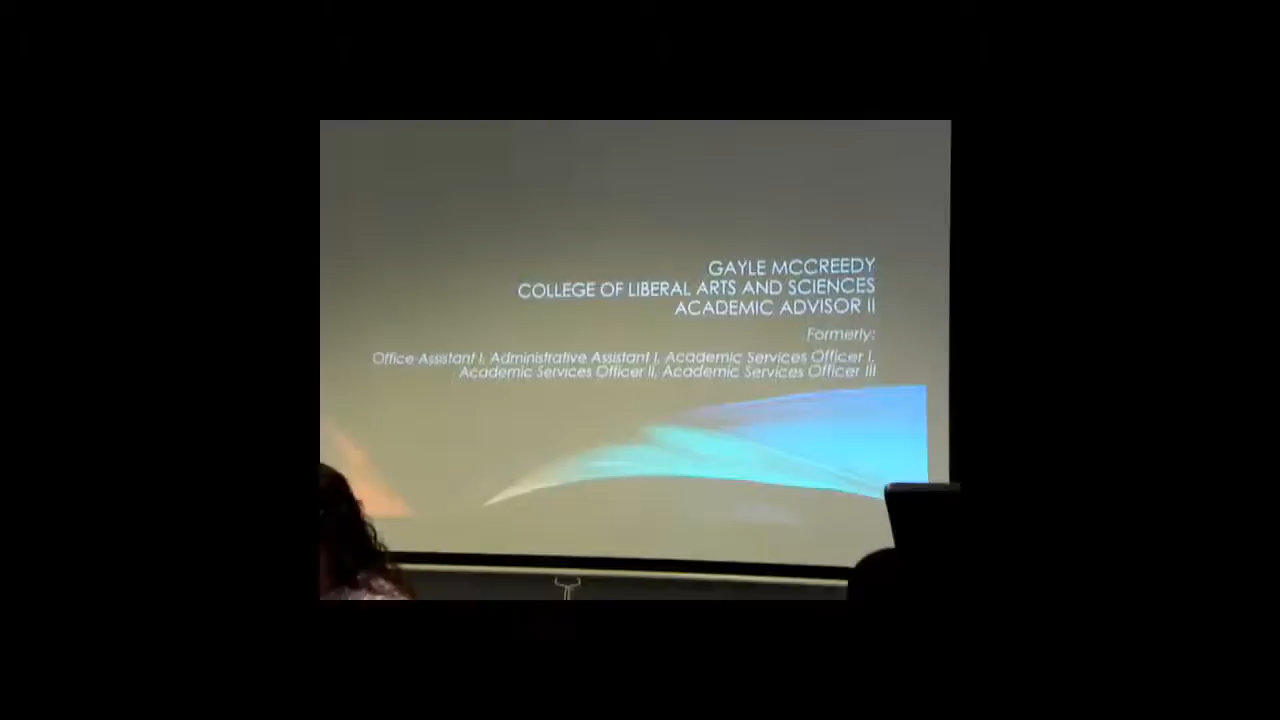 GAYLE MCCREEDY
COLLEGE OF LIBERAL ARTS AND SCIENCES
ACADEMIC ADVISOR II
Formerly:
Office Assistant I, Administrative Assistant I, Academic Services Officer I,
Academic Services Officer II, Academic Services Officer III